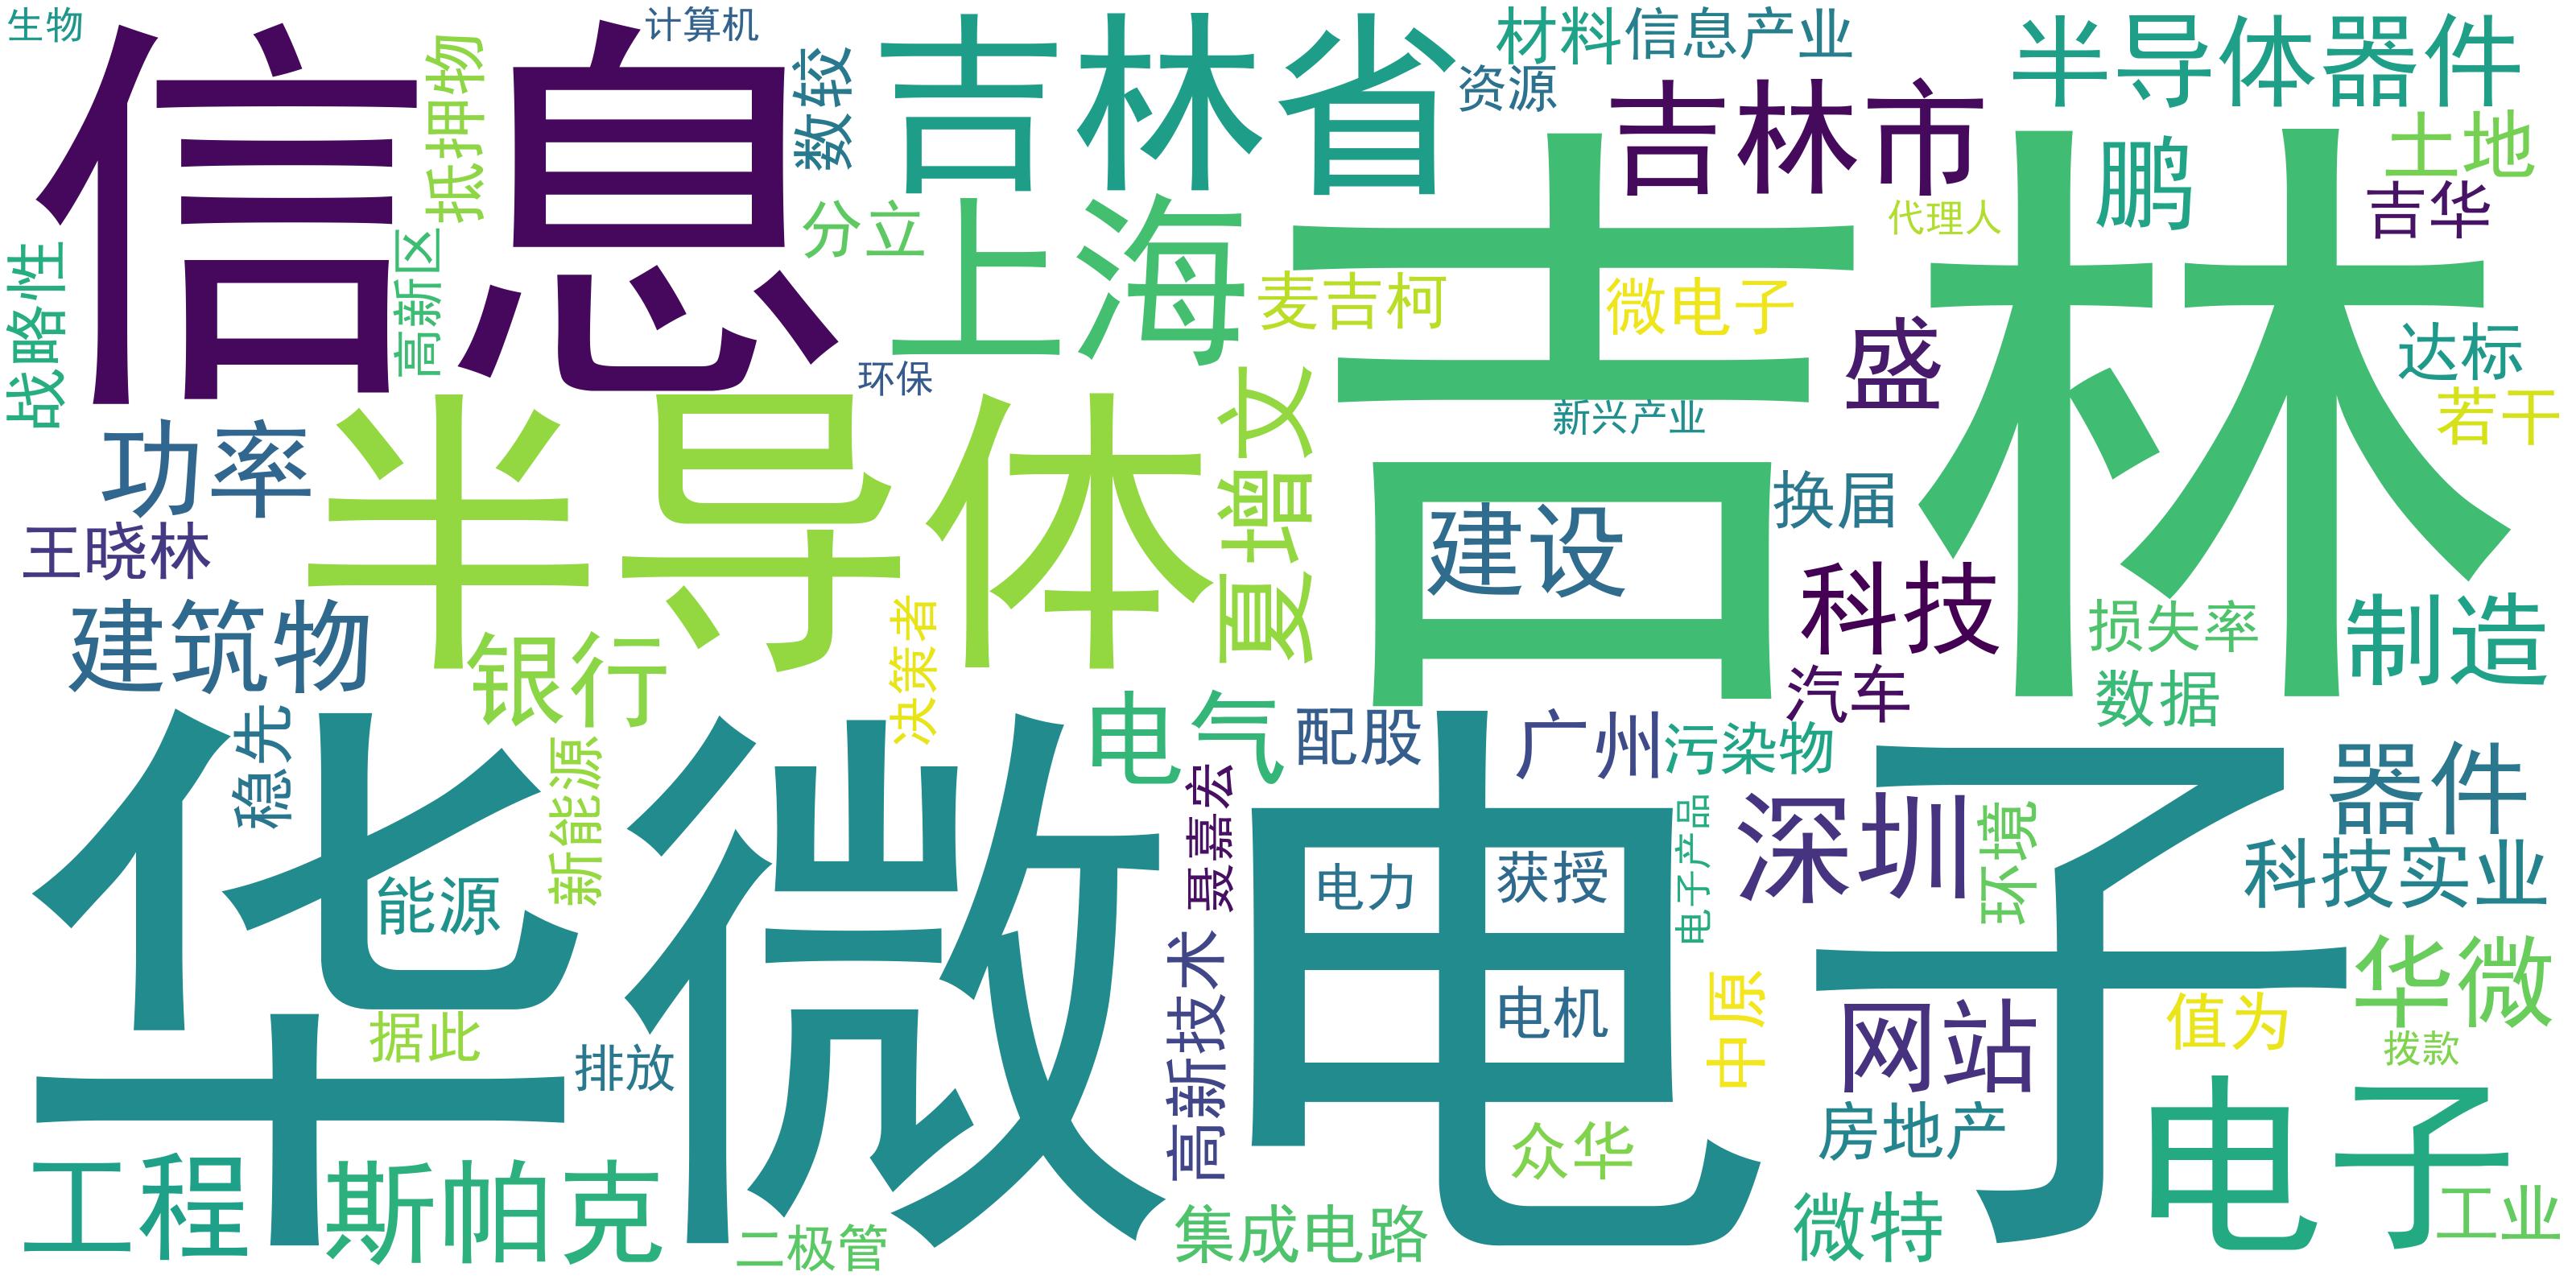 生物
信息
计算机
抵押物
数较
吉林省
材料
信息产业
资源
吉林市
半导体器件
鹏
土地
吉华
代理人
战略性
高新区
分立
上海
麦吉柯
微电子
吉林
盛
达标
若干
环保
新兴产业
功率
半导体
夏增文
建设
换届
王晓林
科技
损失率
制造
建筑物
银行
决策者
汽车
数据
华微电子
稳先
新能源
电气
配股
广州
污染物
器件
聂嘉宏
电子产品
深圳
环境
科技实业
能源
电力
获授
高新技术
电机
中原
网站
值为
华微
拨款
据此
排放
众华
房地产
电子
工程
斯帕克
二极管
集成电路
微特
工业